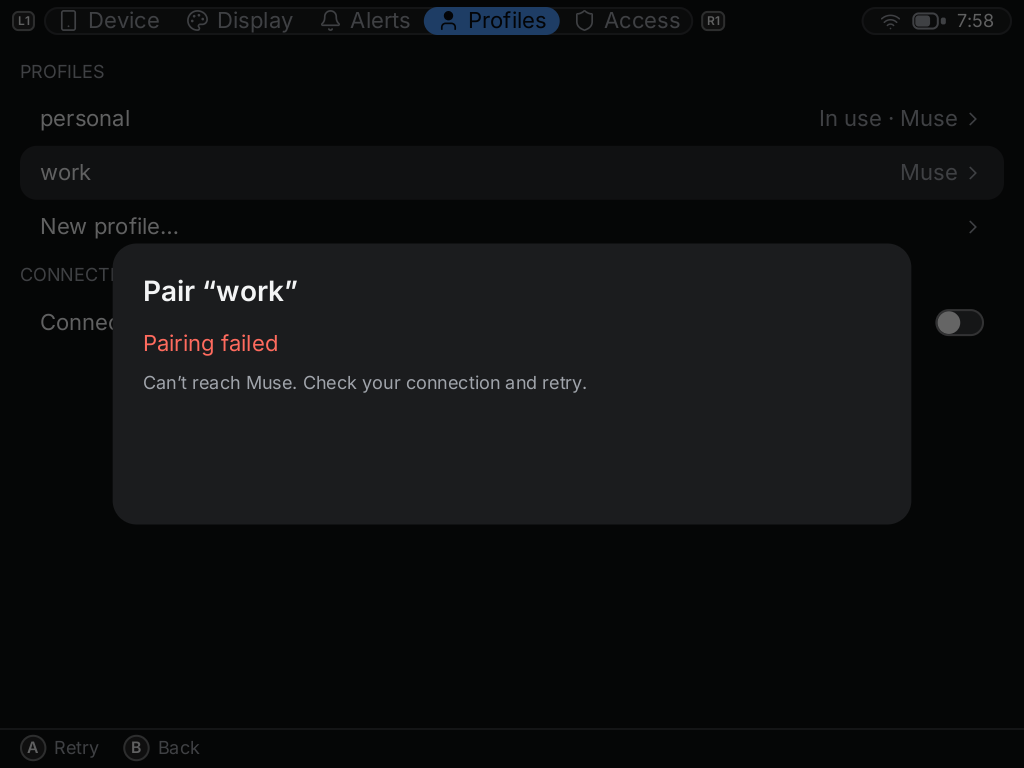 L1 Device Display Alerts Profiles Access R1 7:58
PROFILES
personal In use · Muse
work Muse
New profile...
Pair “work”
Pairing failed
Can’t reach Muse. Check your connection and retry.
A Retry B Back